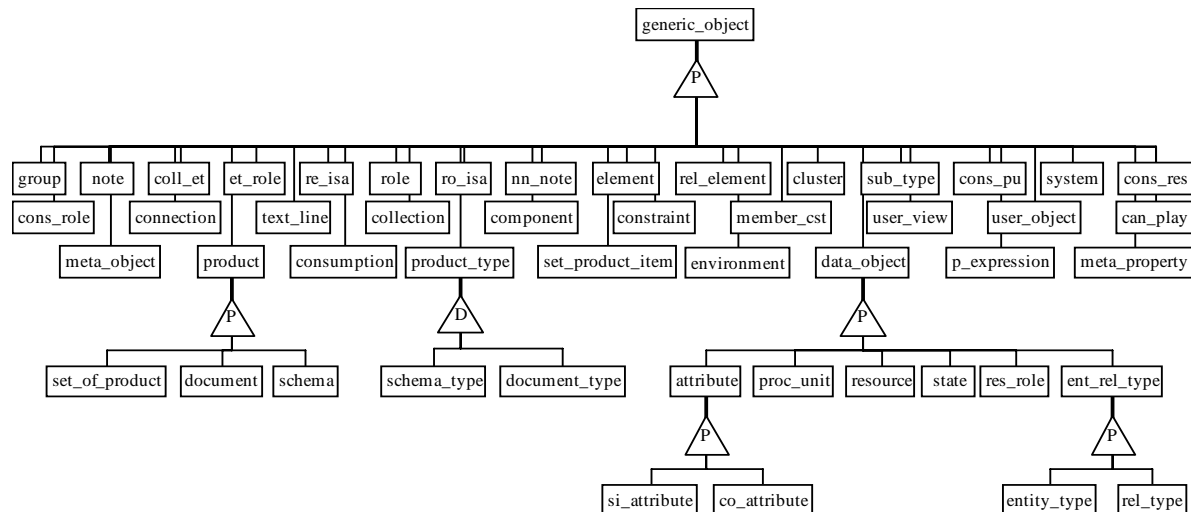 generic_object
P
group note coll_et et_role re_isa role ro_isa nn_note element rel_element cluster sub_type cons_pu system cons_res
cons_role connection text_line collection component constraint member_cst user_view user_object can_play
meta_object product consumption product_type set_product_item environment data_object p_expression meta_property
P D P
set_of_product document schema schema_type document_type attribute proc_unit resource state res_role ent_rel_type
P P
si_attribute co_attribute entity_type rel_type